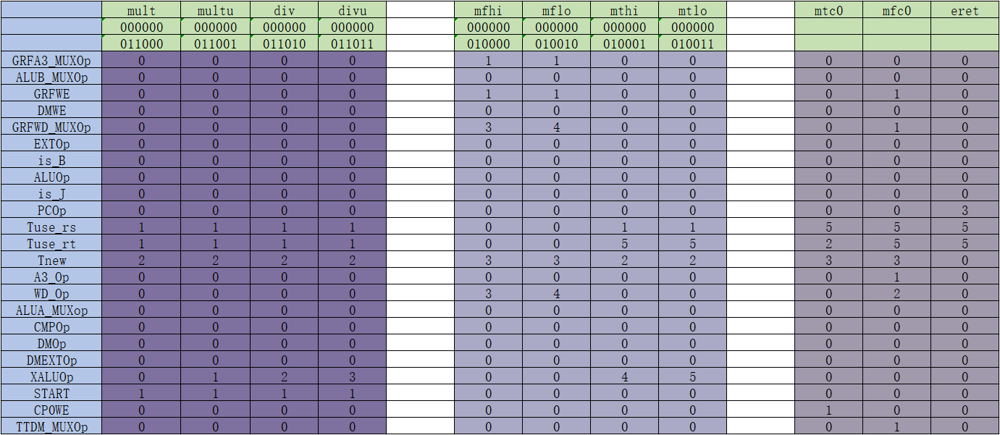 mult multu div divu mfhi mflo mthi mtlo mtc0 mfc0 eret
000000 000000 000000 000000 000000 000000 000000 000000
011000 011001 011010 011011 010000 010010 010001 010011
GRFA3_MUXOp 0 0 0 0 1 1 0 0 0 0 0
ALUB_MUXOp 0 0 0 0 0 0 0 0 0 0 0
GRFWE 0 0 0 0 1 1 0 0 0 1 0
DMWE 0 0 0 0 0 0 0 0 0 0 0
GRFWD_MUXOp 0 0 0 0 3 4 0 0 0 1 0
EXTOp 0 0 0 0 0 0 0 0 0 0 0
is_B 0 0 0 0 0 0 0 0 0 0 0
ALUOp 0 0 0 0 0 0 0 0 0 0 0
is_J 0 0 0 0 0 0 0 0 0 0 0
PCOp 0 0 0 0 0 0 0 0 0 0 3
Tuse_rs 1 1 1 1 0 0 1 1 5 5 5
Tuse_rt 1 1 1 1 0 0 5 5 2 5 5
Tnew 2 2 2 2 3 3 2 2 3 3 0
A3_Op 0 0 0 0 0 0 0 0 0 1 0
WD_Op 0 0 0 0 3 4 0 0 0 2 0
ALUA_MUXop 0 0 0 0 0 0 0 0 0 0 0
CMPOp 0 0 0 0 0 0 0 0 0 0 0
DMOp 0 0 0 0 0 0 0 0 0 0 0
DMEXTOp 0 0 0 0 0 0 0 0 0 0 0
XALUOp 0 1 2 3 0 0 4 5 0 0 0
START 1 1 1 1 0 0 0 0 0 0 0
CP0WE 0 0 0 0 0 0 0 0 1 0 0
TTDM_MUXOp 0 0 0 0 0 0 0 0 0 1 0